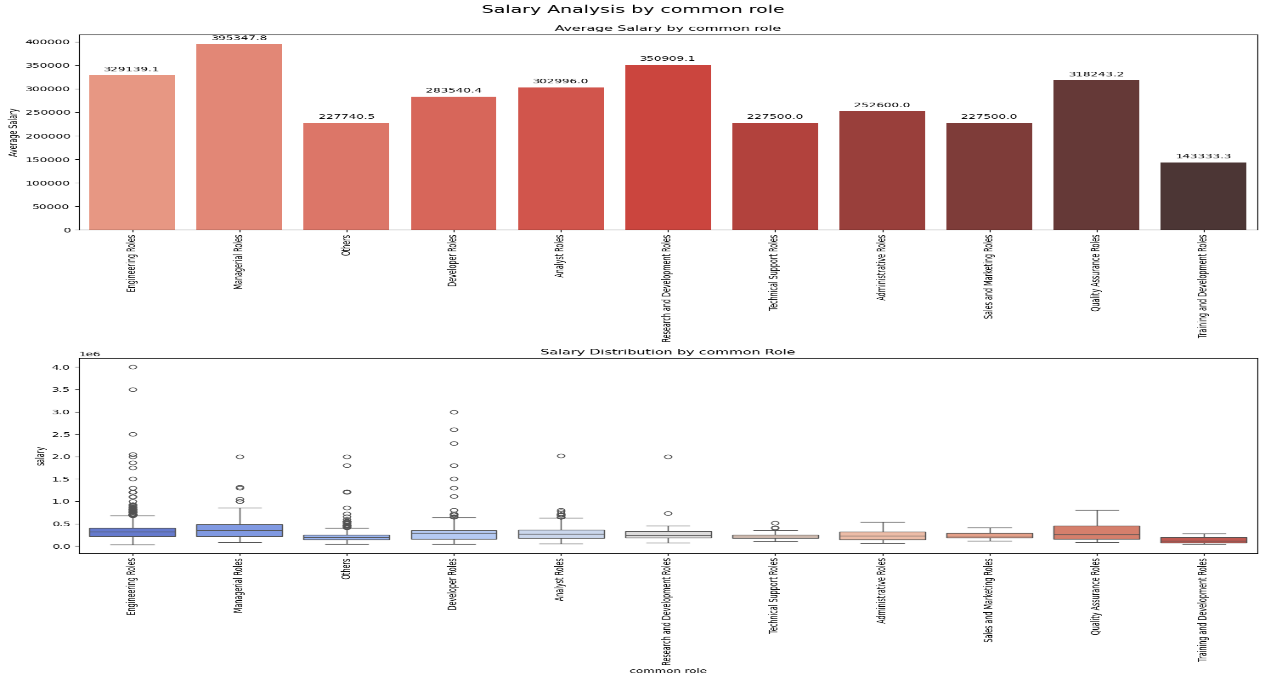 Salary Analysis by common role
Average Salary by common role
Average Salary
400000
350000
300000
250000
200000
150000
100000
50000
0
329139.1
395347.8
227740.5
283540.4
302996.0
350909.1
227500.0
252600.0
227500.0
318243.2
143333.3
Engineering Roles
Managerial Roles
Others
Developer Roles
Analyst Roles
Research and Development Roles
Technical Support Roles
Administrative Roles
Sales and Marketing Roles
Quality Assurance Roles
Training and Development Roles
Salary Distribution by common Role
1e6
salary
4.0
3.5
3.0
2.5
2.0
1.5
1.0
0.5
0.0
Engineering Roles
Managerial Roles
Others
Developer Roles
Analyst Roles
Research and Development Roles
Technical Support Roles
Administrative Roles
Sales and Marketing Roles
Quality Assurance Roles
Training and Development Roles
common role